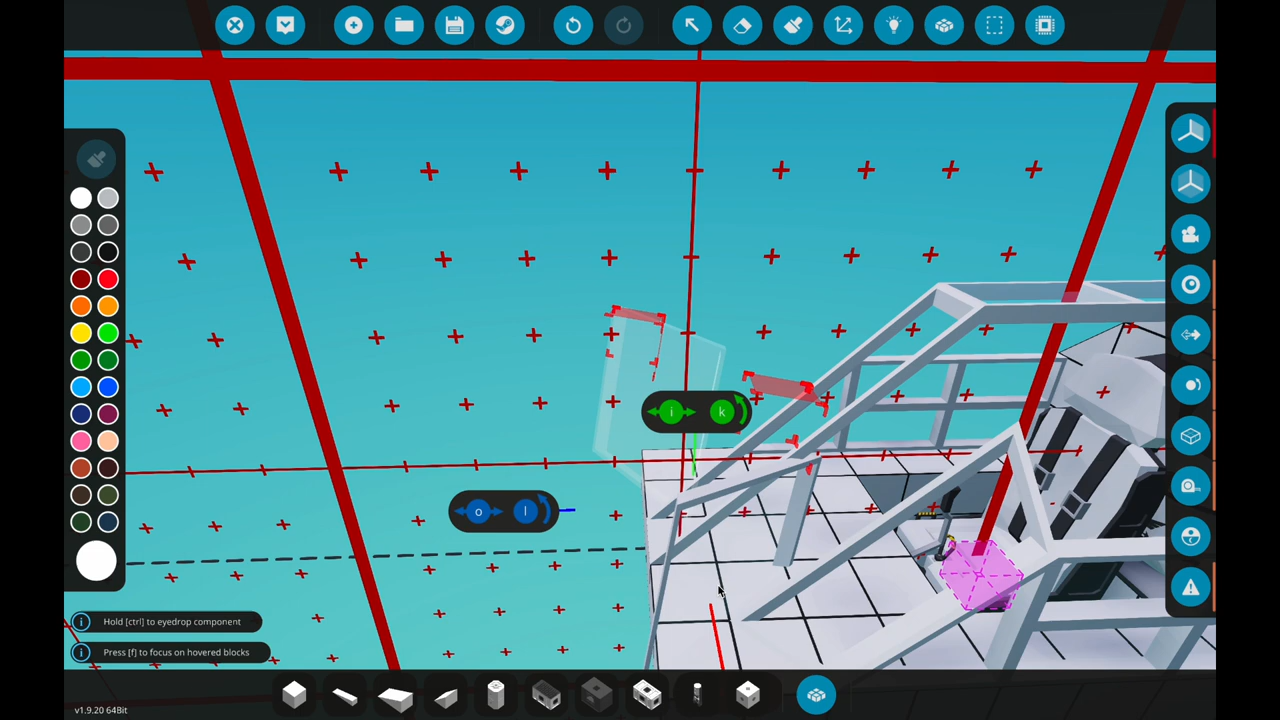 i k
o l
Hold [ctrl] to eyedrop component
Press [f] to focus on hovered blocks
v1.9.20 64Bit